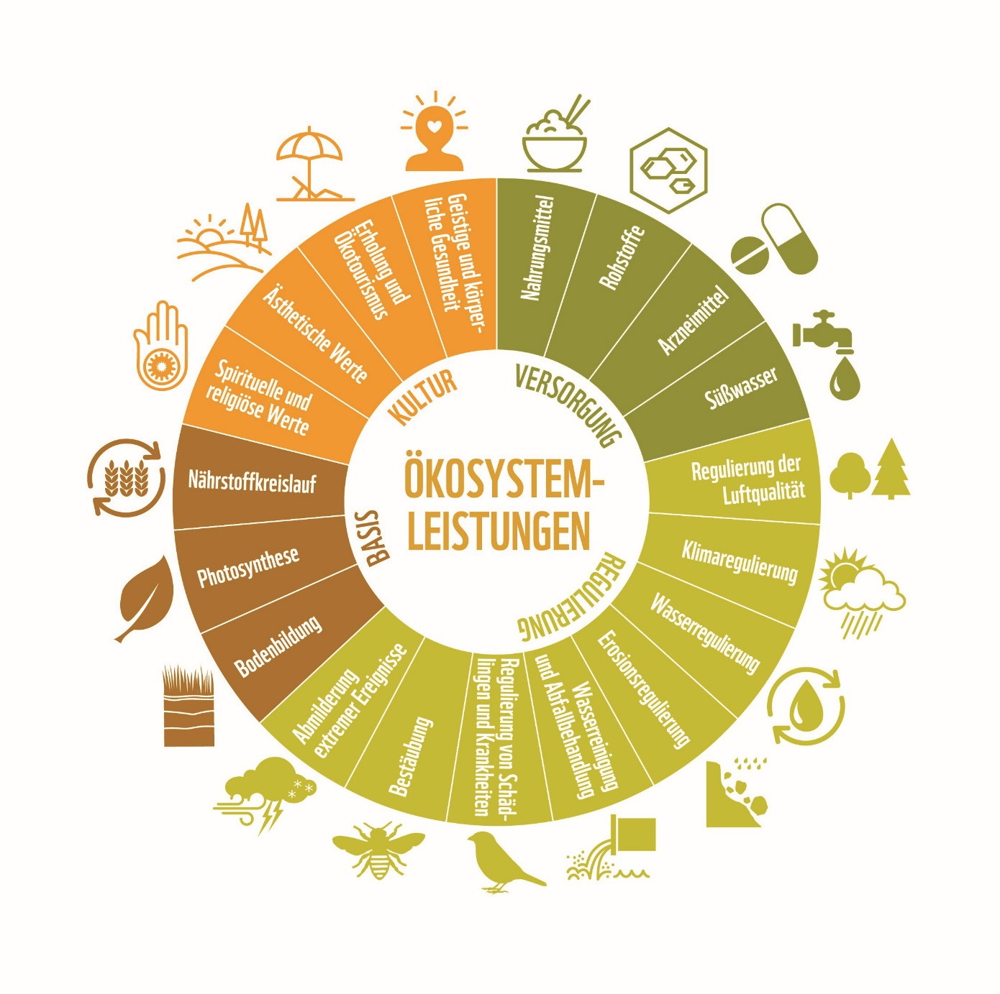 ÖKOSYSTEM-
LEISTUNGEN
VERSORGUNG
Nahrungsmittel
Rohstoffe
Arzneimittel
Süßwasser
REGULIERUNG
Regulierung der
Luftqualität
Klimaregulierung
Wasserregulierung
Erosionsregulierung
Wasserreinigung
und Abfallbehandlung
Regulierung von Schäd-
lingen und Krankheiten
Bestäubung
Abmilderung
extremer Ereignisse
BASIS
Bodenbildung
Photosynthese
Nährstoffkreislauf
KULTUR
Spirituelle und
religiöse Werte
Ästhetische Werte
Erholung und
Ökotourismus
Geistige und körper-
liche Gesundheit